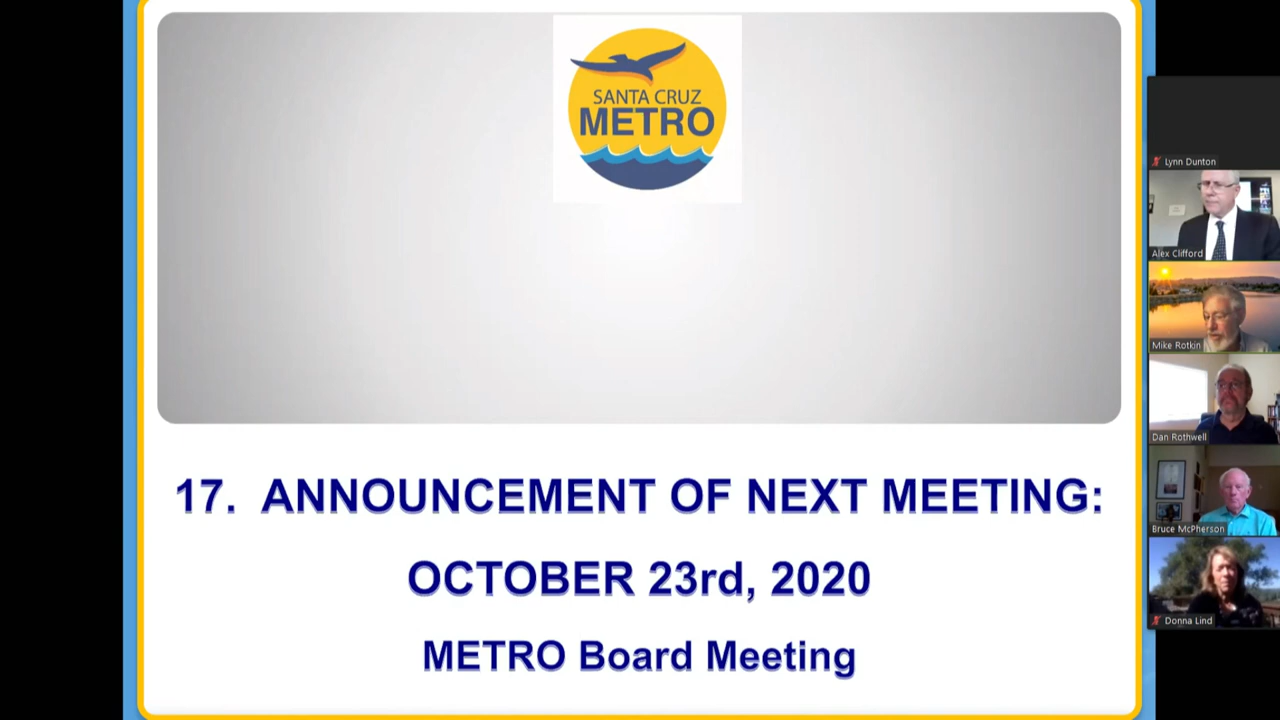 SANTA CRUZ
METRO
17. ANNOUNCEMENT OF NEXT MEETING:
OCTOBER 23rd, 2020
METRO Board Meeting
Lynn Dunton
Alex Clifford
Mike Rotkin
Dan Rothwell
Bruce McPherson
Donna Lind